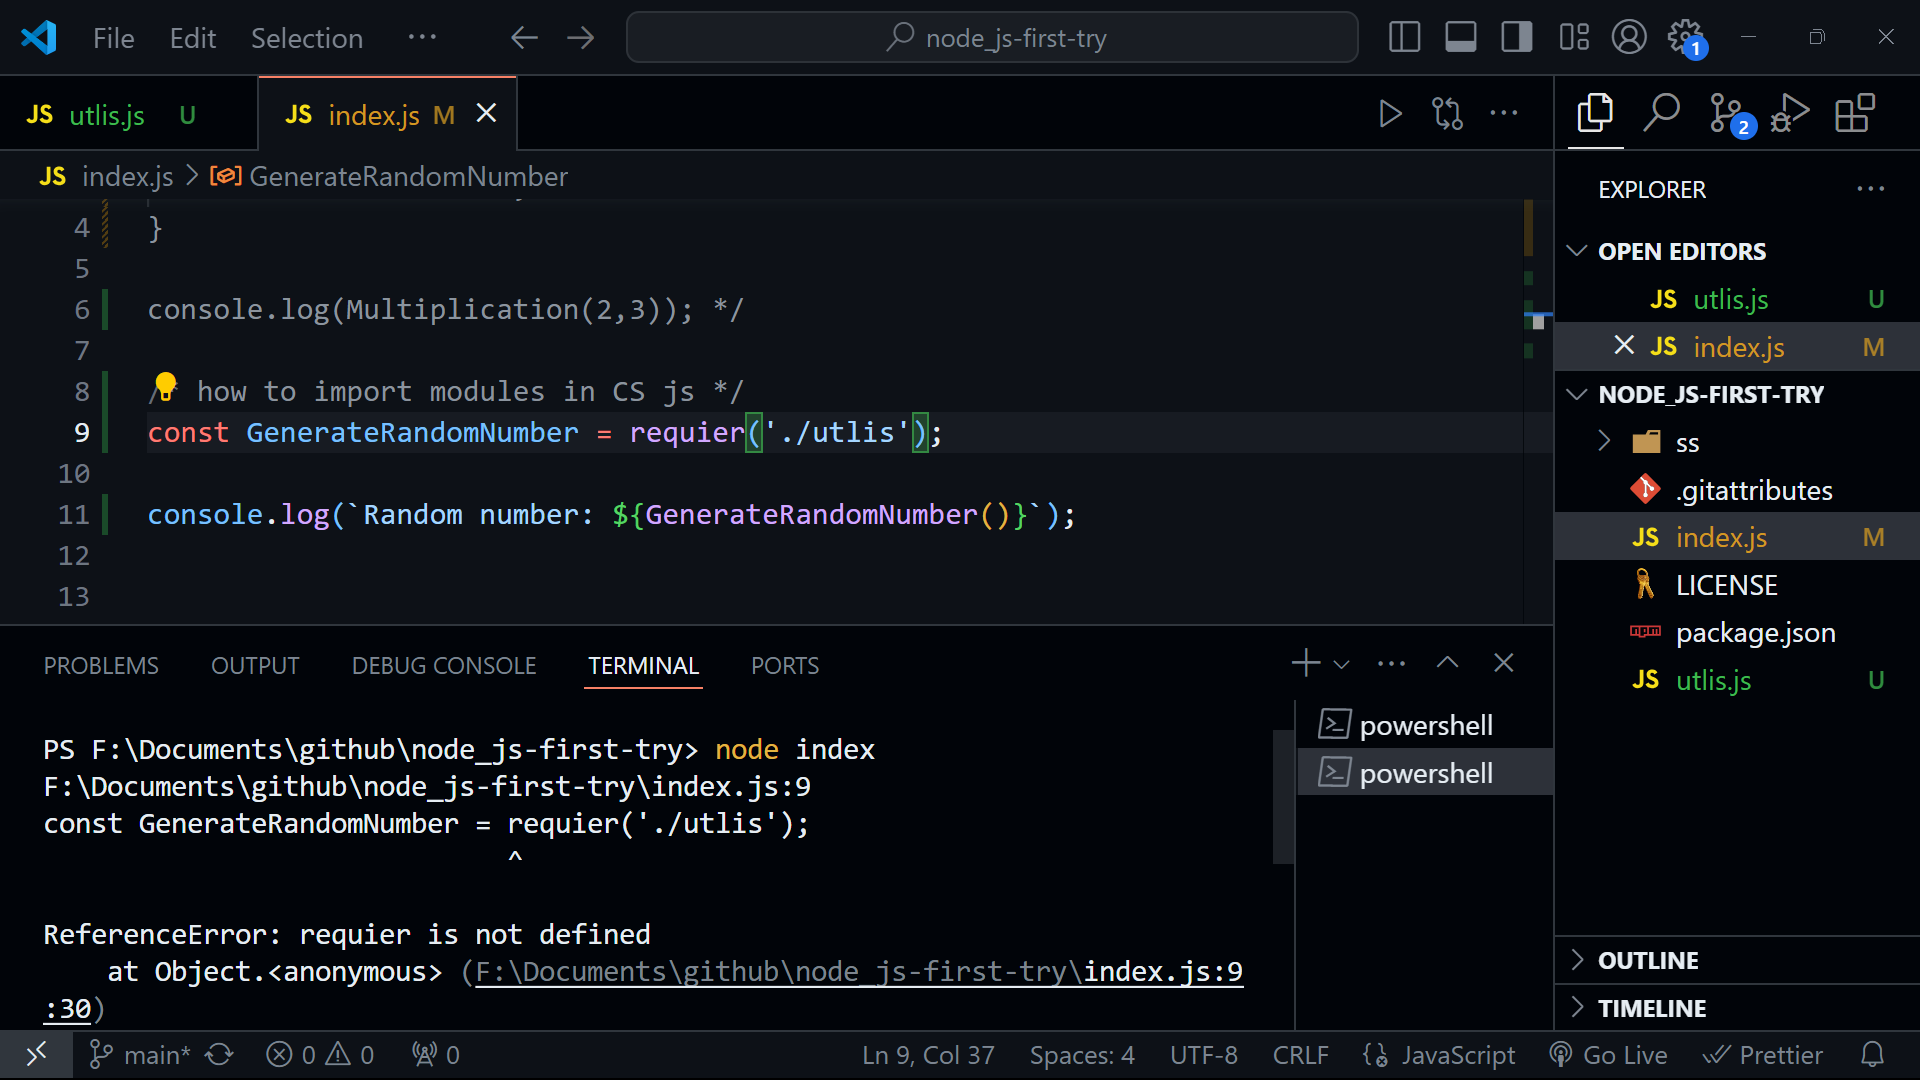 File Edit Selection ··· node_js-first-try 1
JS utlis.js U JS index.js M
JS index.js > GenerateRandomNumber
4 }
5
6 console.log(Multiplication(2,3)); */
7
8 /* how to import modules in CS js */
9 const GenerateRandomNumber = requier('./utlis');
10
11 console.log(`Random number: ${GenerateRandomNumber()}`);
12
13
PROBLEMS OUTPUT DEBUG CONSOLE TERMINAL PORTS
PS F:\Documents\github\node_js-first-try> node index
F:\Documents\github\node_js-first-try\index.js:9
const GenerateRandomNumber = requier('./utlis');
^
ReferenceError: requier is not defined
at Object.<anonymous> (F:\Documents\github\node_js-first-try\index.js:9
:30)
powershell
powershell
2
EXPLORER ···
OPEN EDITORS
JS utlis.js U
JS index.js M
NODE_JS-FIRST-TRY
ss
.gitattributes
JS index.js M
LICENSE
package.json
JS utlis.js U
OUTLINE
TIMELINE
main* 0 0 0 Ln 9, Col 37 Spaces: 4 UTF-8 CRLF JavaScript Go Live Prettier